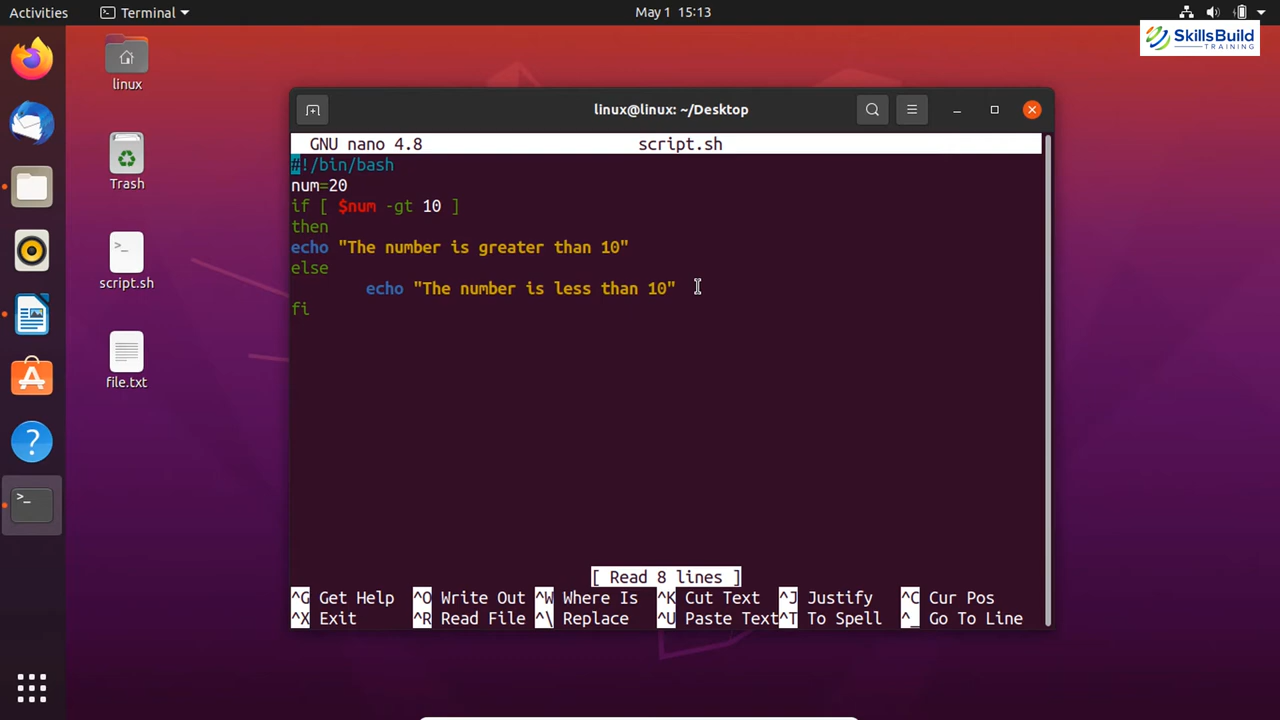 Activities
Terminal
May 1 15:13
SkillsBuild
TRAINING
linux
Trash
script.sh
file.txt
linux@linux: ~/Desktop
GNU nano 4.8 script.sh
#!/bin/bash
num=20
if [ $num -gt 10 ]
then
echo "The number is greater than 10"
else
echo "The number is less than 10"
fi
[ Read 8 lines ]
^G Get Help ^O Write Out ^W Where Is ^K Cut Text ^J Justify ^C Cur Pos
^X Exit ^R Read File ^\ Replace ^U Paste Text ^T To Spell ^_ Go To Line